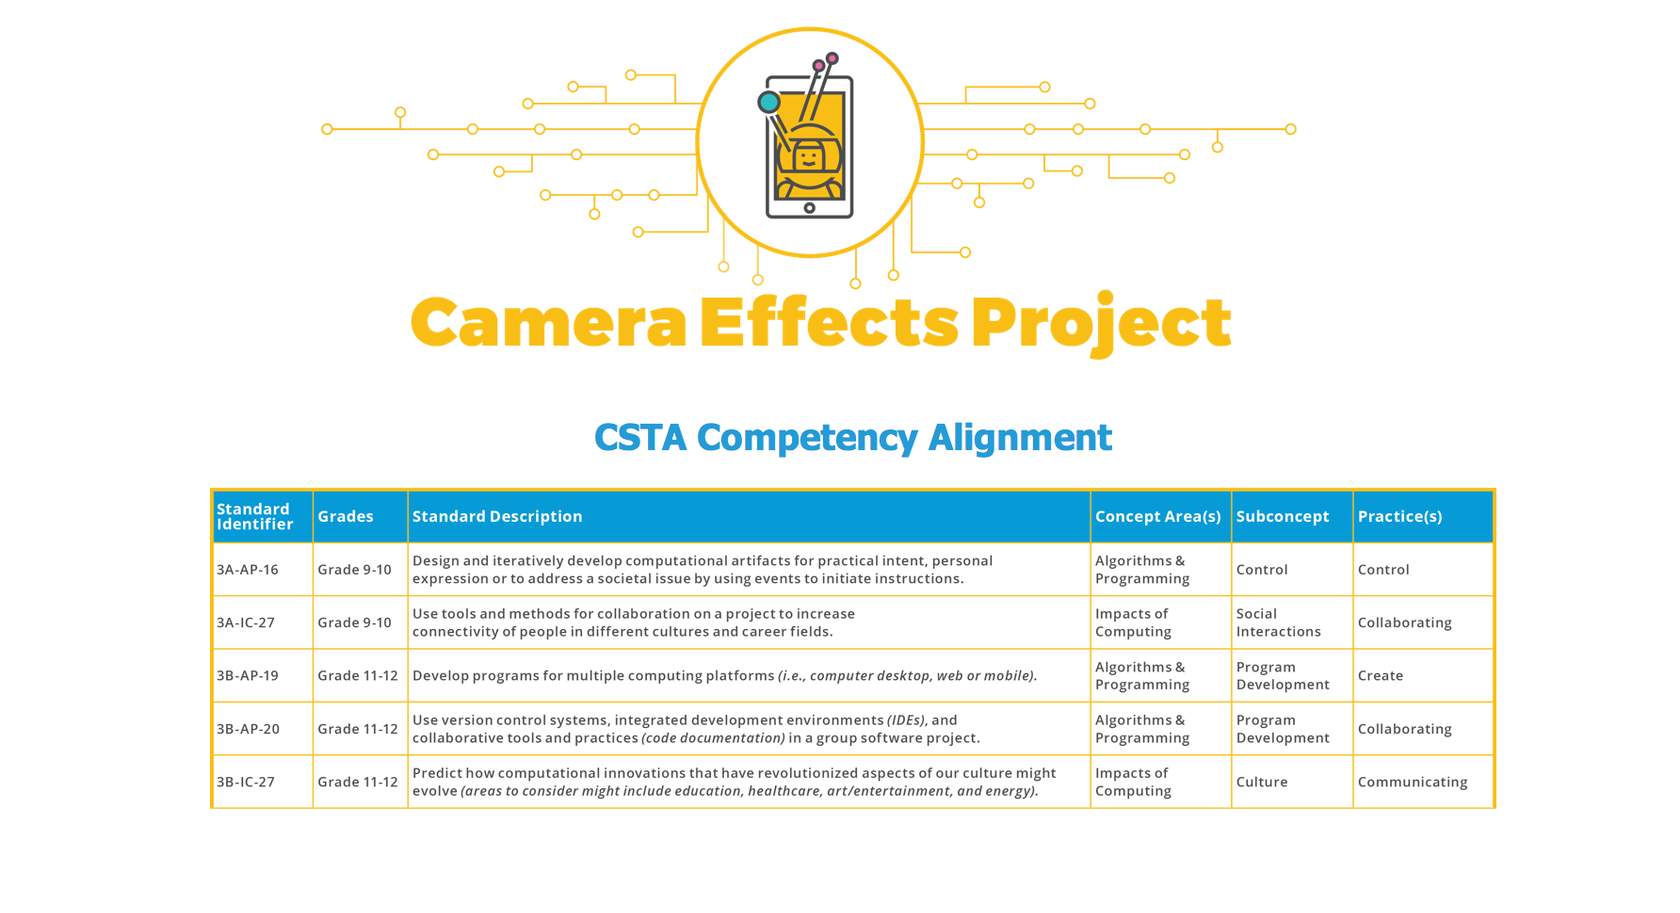 Camera Effects Project
CSTA Competency Alignment
Standard
Identifier
Grades
Standard Description
Concept Area(s)
Subconcept
Practice(s)
3A-AP-16
Grade 9-10
Design and iteratively develop computational artifacts for practical intent, personal
expression or to address a societal issue by using events to initiate instructions.
Algorithms &
Programming
Control
Control
3A-IC-27
Grade 9-10
Use tools and methods for collaboration on a project to increase
connectivity of people in different cultures and career fields.
Impacts of
Computing
Social
Interactions
Collaborating
3B-AP-19
Grade 11-12
Develop programs for multiple computing platforms (i.e., computer desktop, web or mobile).
Algorithms &
Programming
Program
Development
Create
3B-AP-20
Grade 11-12
Use version control systems, integrated development environments (IDEs), and
collaborative tools and practices (code documentation) in a group software project.
Algorithms &
Programming
Program
Development
Collaborating
3B-IC-27
Grade 11-12
Predict how computational innovations that have revolutionized aspects of our culture might
evolve (areas to consider might include education, healthcare, art/entertainment, and energy).
Impacts of
Computing
Culture
Communicating